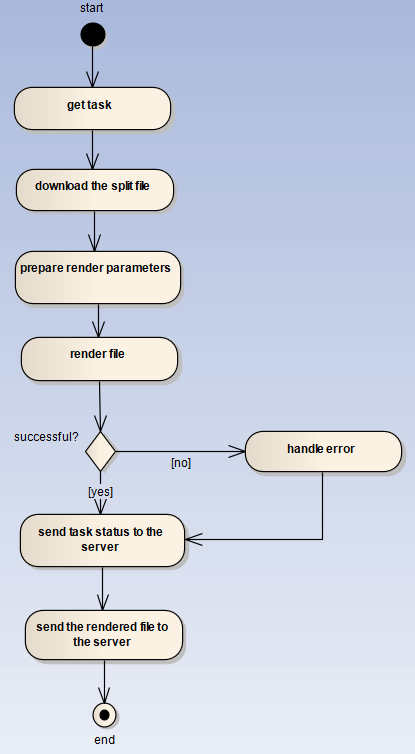 start
get task
download the split file
prepare render parameters
render file
successful?
handle error
[no]
[yes]
send task status to the
server
send the rendered file to
the server
end